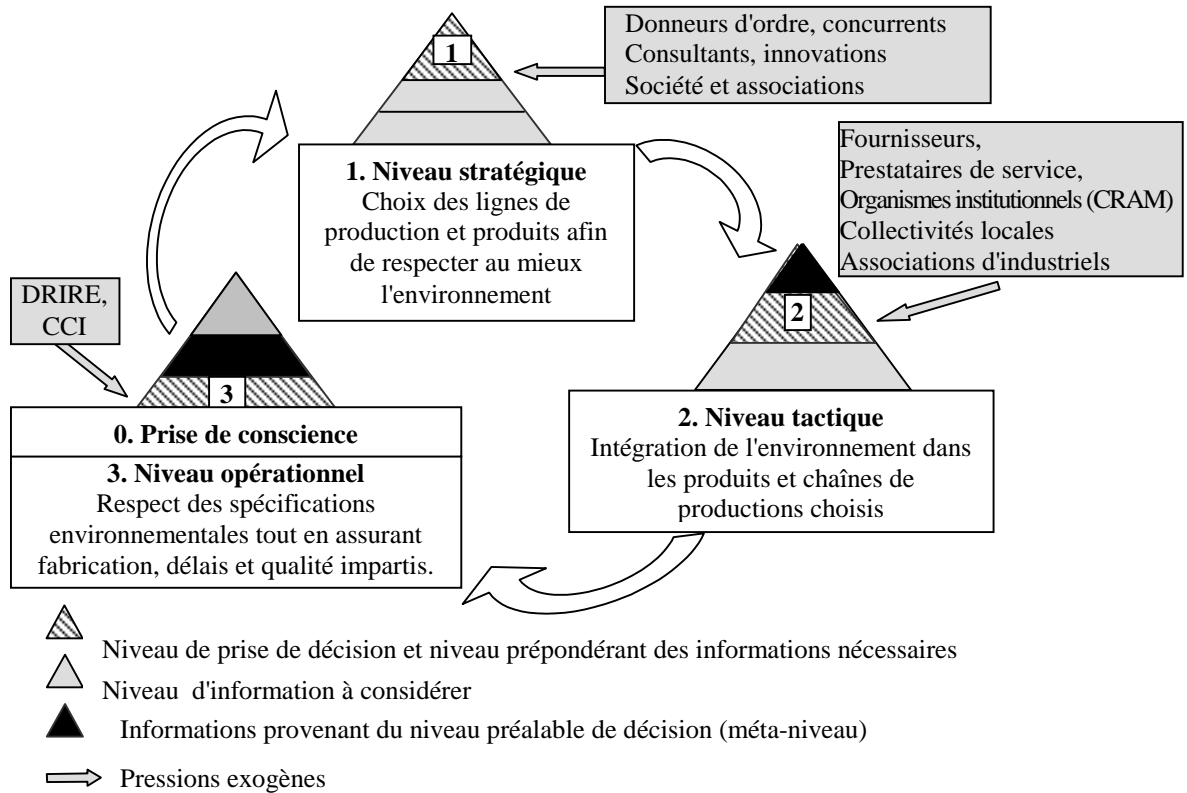 1
Donneurs d'ordre, concurrents
Consultants, innovations
Société et associations
1. Niveau stratégique
Choix des lignes de
production et produits afin
de respecter au mieux
l'environnement
Fournisseurs,
Prestataires de service,
Organismes institutionnels (CRAM)
Collectivités locales
Associations d'industriels
2
2. Niveau tactique
Intégration de l'environnement dans
les produits et chaînes de
productions choisis
DRIRE,
CCI
3
0. Prise de conscience
3. Niveau opérationnel
Respect des spécifications
environnementales tout en assurant
fabrication, délais et qualité impartis.
Niveau de prise de décision et niveau prépondérant des informations nécessaires
Niveau d'information à considérer
Informations provenant du niveau préalable de décision (méta-niveau)
Pressions exogènes